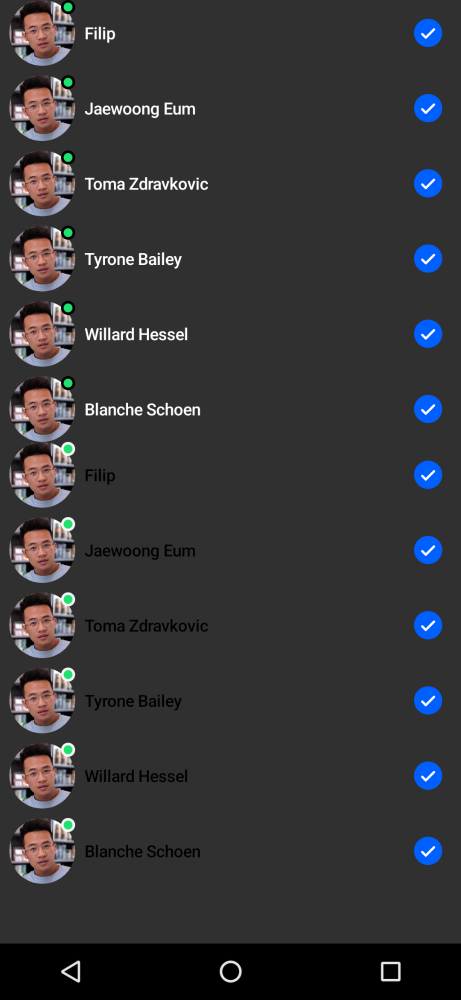 Filip
Jaewoong Eum
Toma Zdravkovic
Tyrone Bailey
Willard Hessel
Blanche Schoen
Filip
Jaewoong Eum
Toma Zdravkovic
Tyrone Bailey
Willard Hessel
Blanche Schoen